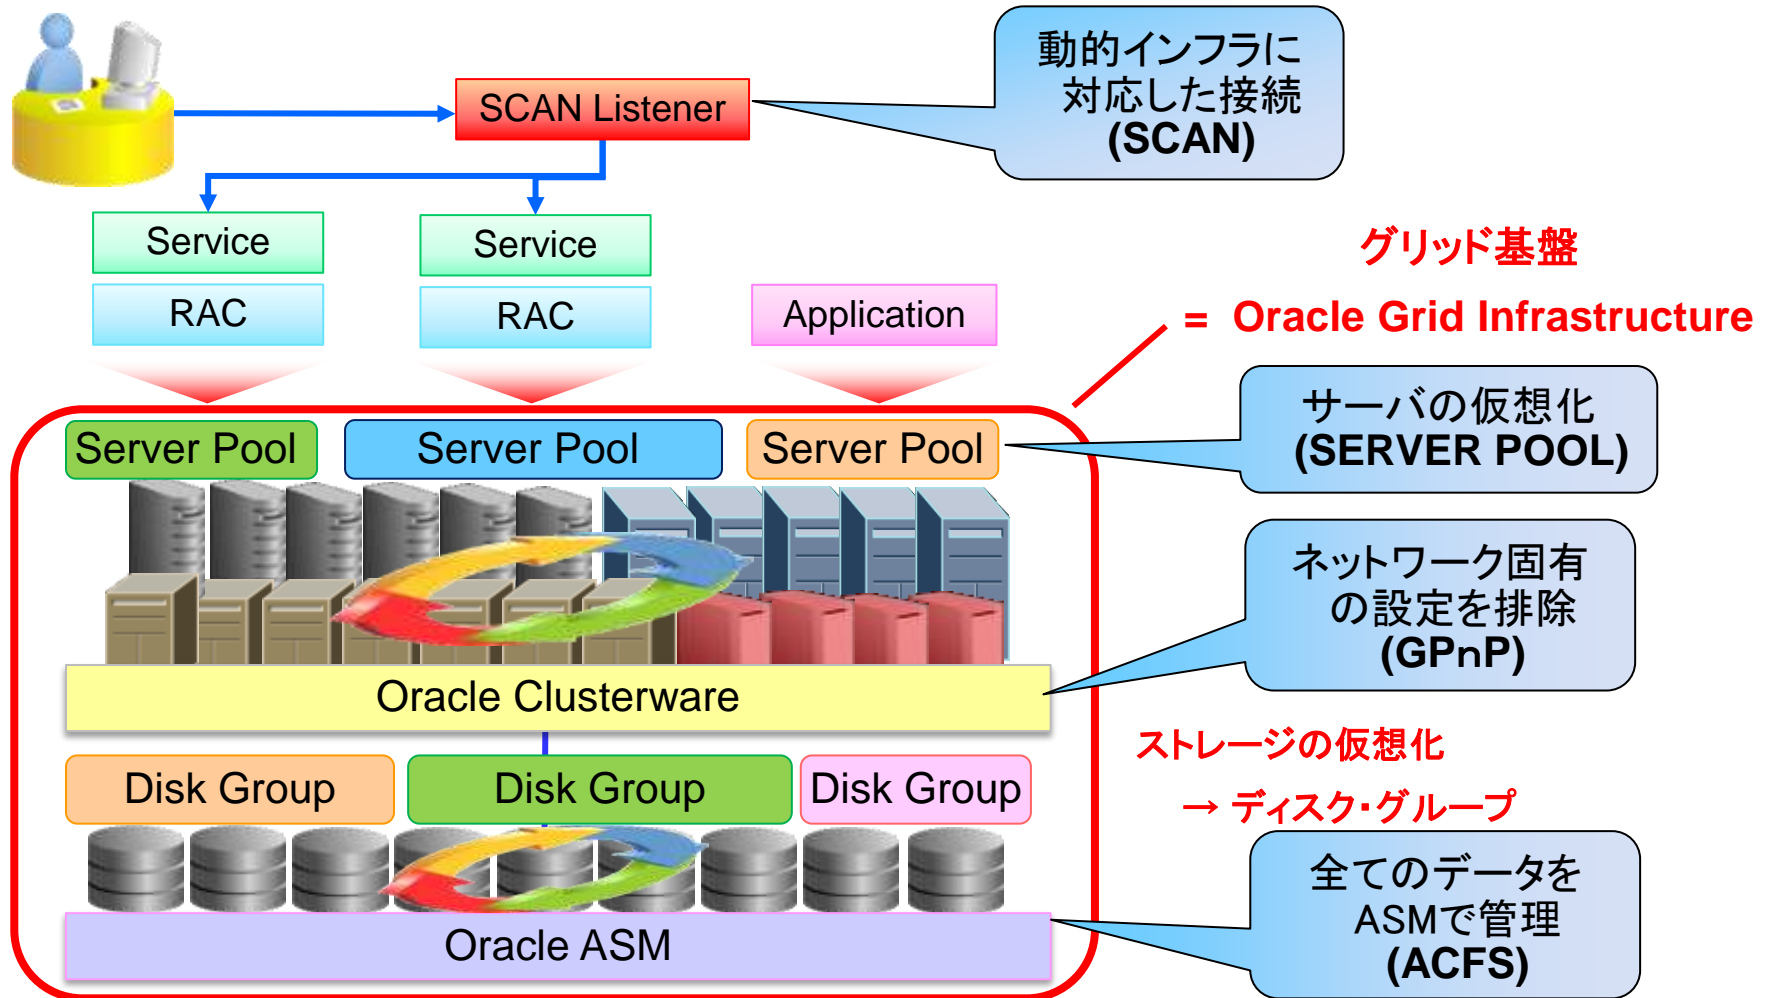 SCAN Listener
動的インフラに
対応した接続
(SCAN)
Service
Service
RAC
RAC
Application
グリッド基盤
= Oracle Grid Infrastructure
Server Pool
Server Pool
Server Pool
サーバの仮想化
(SERVER POOL)
ネットワーク固有
の設定を排除
(GPnP)
Oracle Clusterware
ストレージの仮想化
→ ディスク・グループ
Disk Group
Disk Group
Disk Group
全てのデータを
ASMで管理
(ACFS)
Oracle ASM